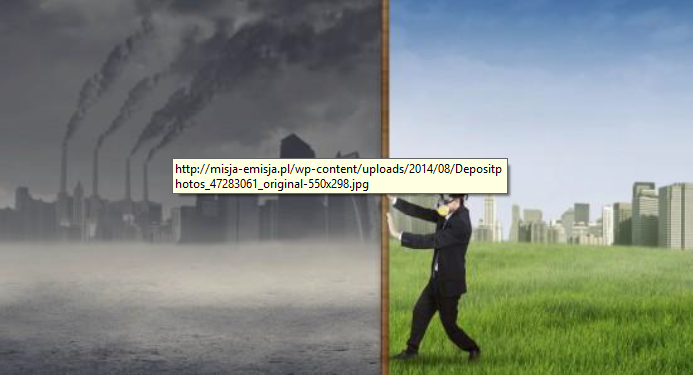 http://misja-emisja.pl/wp-content/uploads/2014/08/Depositp
hotos_47283061_original-550x298.jpg